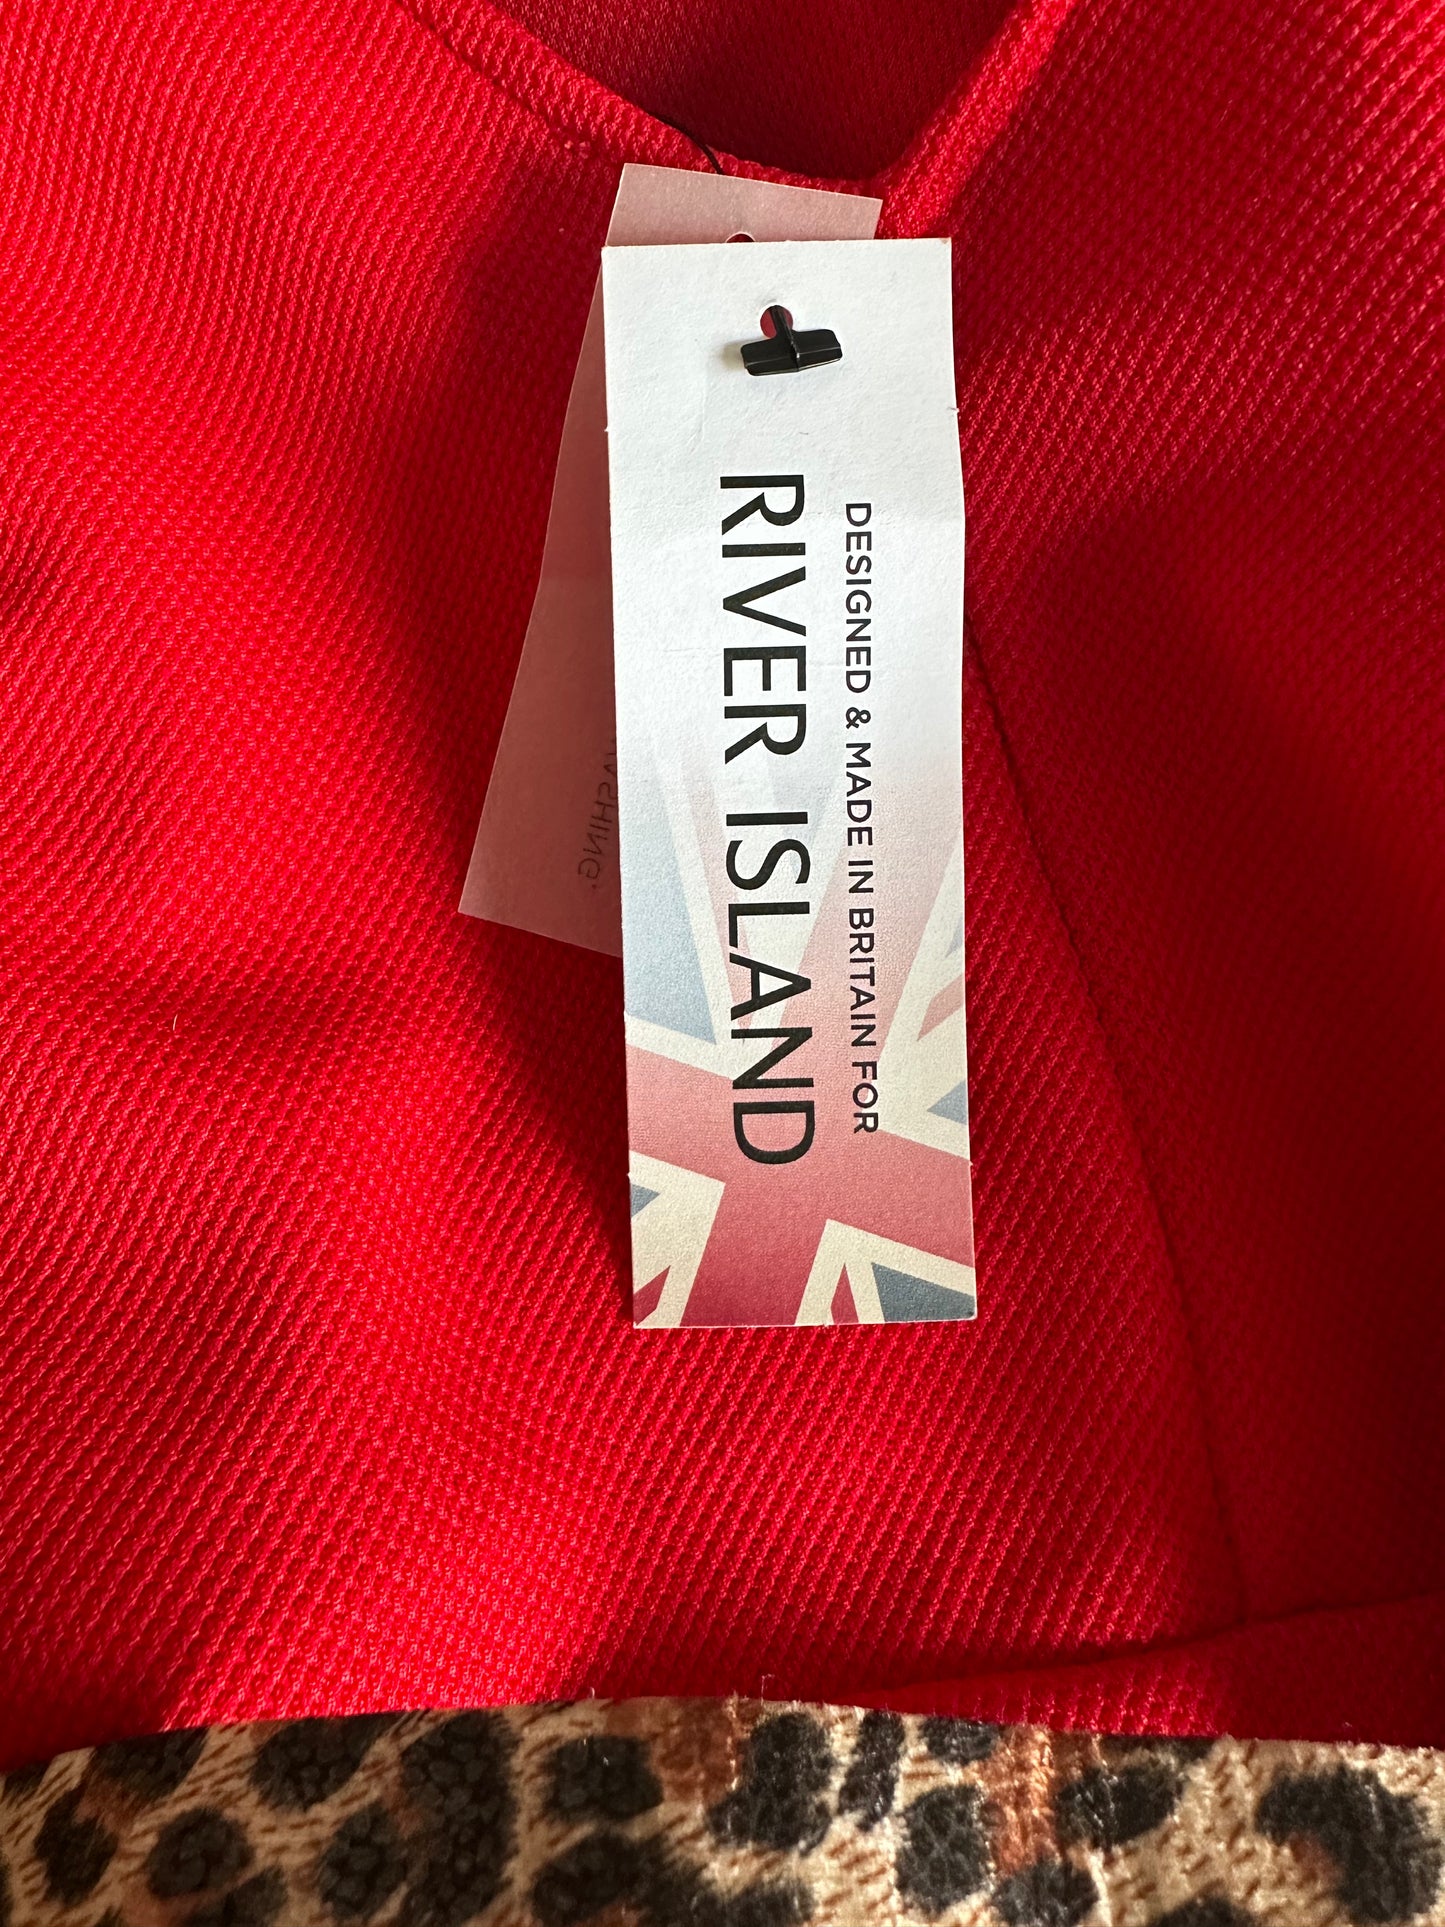 DESIGNED & MADE IN BRITAIN FOR
RIVER ISLAND